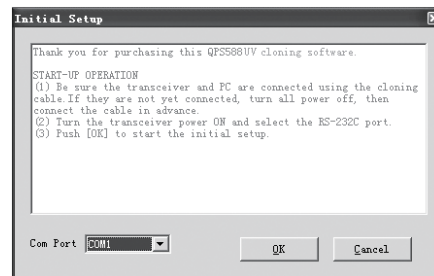 Initial Setup
Thank you for purchasing this QPS588UV cloning software.
START-UP OPERATION
(1) Be sure the transceiver and PC are connected using the cloning
cable.If they are not yet connected, turn all power off, then
connect the cable in advance.
(2) Turn the transceiver power ON and select the RS-232C port.
(3) Push [OK] to start the initial setup.
Com Port COM1 OK Cancel